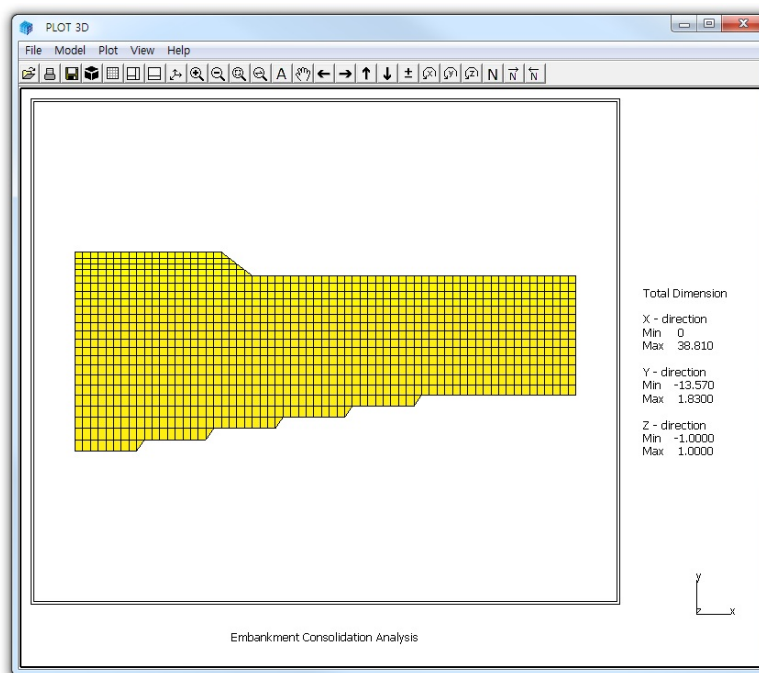 PLOT 3D
File Model Plot View Help
A X y Z N N N
Total Dimension
X - direction
Min 0
Max 38.810
Y - direction
Min -13.570
Max 1.8300
Z - direction
Min -1.0000
Max 1.0000
y
z x
Embankment Consolidation Analysis